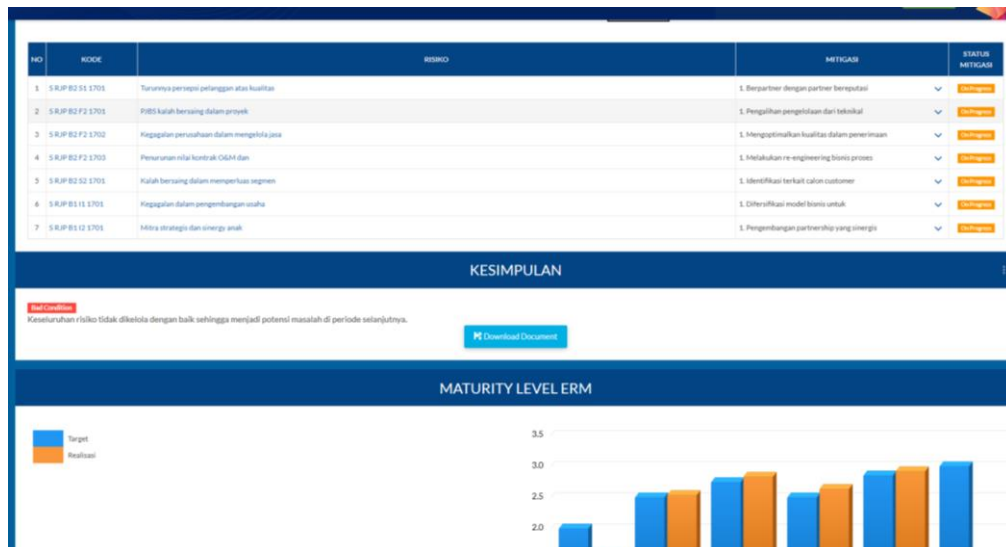 NO KODE RISIKO MITIGASI STATUS MITIGASI
1 S RJP B2 S1 1701 Turunnya persepsi pelanggan atas kualitas 1. Berpartner dengan partner bereputasi On Progress
2 S RJP B2 F2 1701 PJBS kalah bersaing dalam proyek 1. Pengalihan pengelolaan dari teknikal On Progress
3 S RJP B2 F2 1702 Kegagalan perusahaan dalam mengelola jasa 1. Mengoptimalkan kualitas dalam penerimaan On Progress
4 S RJP B2 F2 1703 Penurunan nilai kontrak O&M dan 1. Melakukan re-engineering bisnis proses On Progress
5 S RJP B2 S2 1701 Kalah bersaing dalam memperluas segmen 1. Identifikasi terkait calon customer On Progress
6 S RJP B1 I1 1701 Kegagalan dalam pengembangan usaha 1. Difersifikasi model bisnis untuk On Progress
7 S RJP B1 I2 1701 Mitra strategis dan sinergy anak 1. Pengembangan partnership yang sinergis On Progress
KESIMPULAN
Bad Condition
Keseluruhan risiko tidak dikelola dengan baik sehingga menjadi potensi masalah di periode selanjutnya.
Download Document
MATURITY LEVEL ERM
Target
Realisasi
3.5
3.0
2.5
2.0